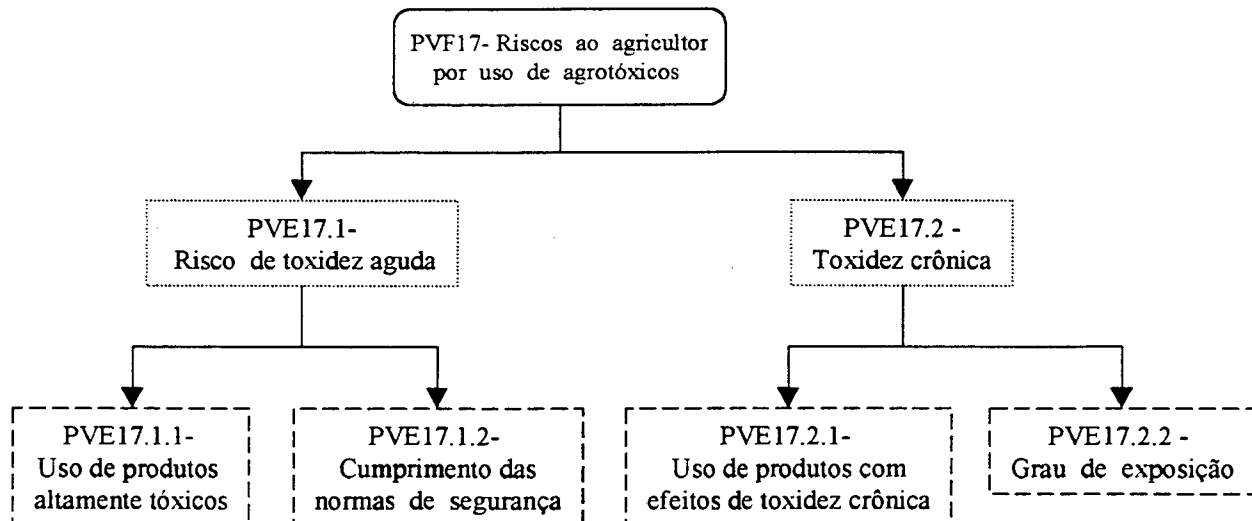 PVF17- Riscos ao agricultor
por uso de agrotóxicos
PVE17.1-
Risco de toxidez aguda
PVE17.2 -
Toxidez crônica
PVE17.1.1-
Uso de produtos
altamente tóxicos
PVE17.1.2-
Cumprimento das
normas de segurança
PVE17.2.1-
Uso de produtos com
efeitos de toxidez crônica
PVE17.2.2 -
Grau de exposição